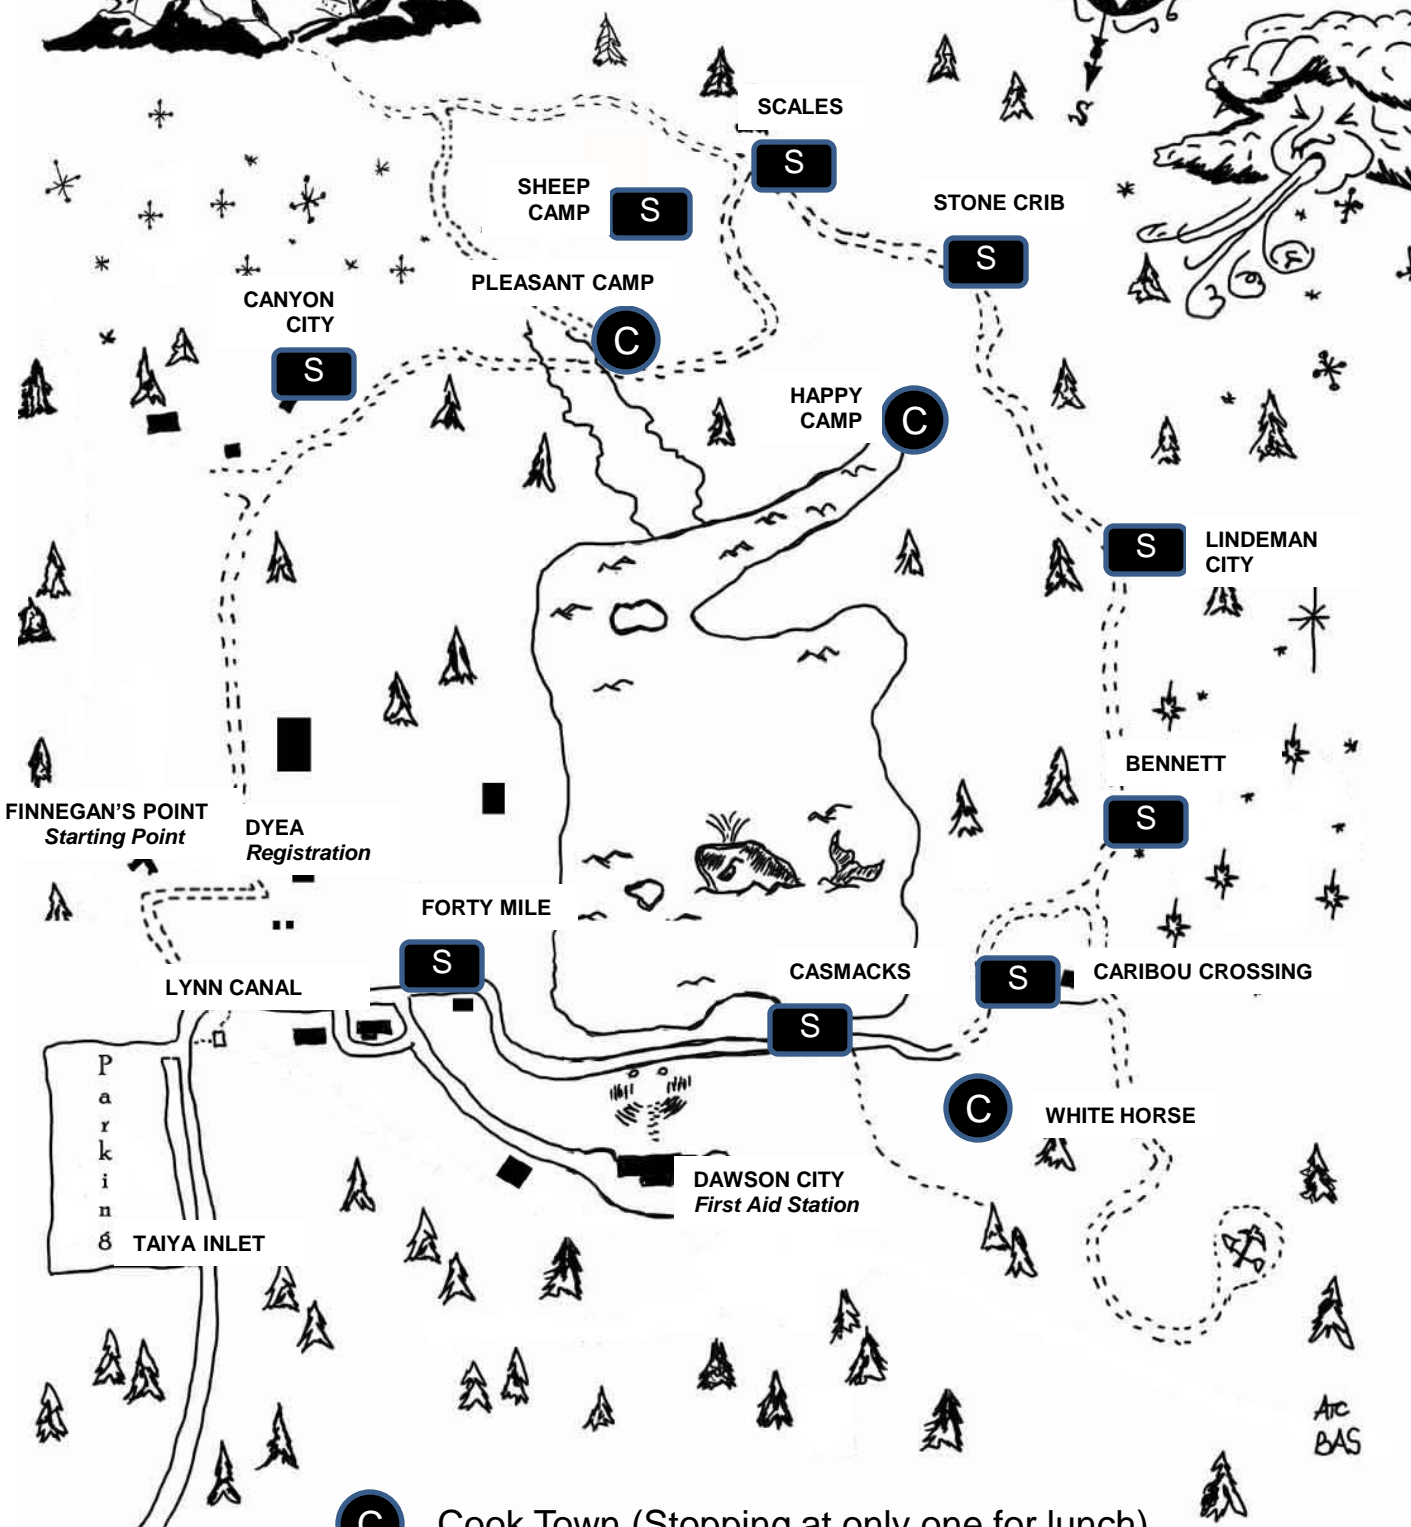 SCALES
S
S
SHEEP
CAMP
S
STONE CRIB
S
PLEASANT CAMP
C
CANYON
CITY
S
HAPPY
CAMP
C
S
LINDEMAN
CITY
BENNETT
S
FINNEGAN'S POINT
Starting Point
DYEA
Registration
FORTY MILE
S
CASMACKS
S
S
CARIBOU CROSSING
LYNN CANAL
Parking
C
WHITE HORSE
DAWSON CITY
First Aid Station
TAIYA INLET
ATC
BAS
C Cook Town (Stopping at only one for lunch)